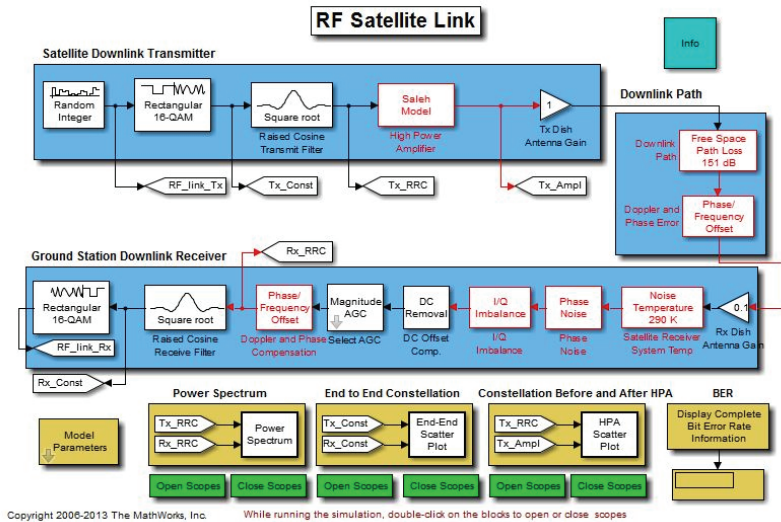 RF Satellite Link
Info
Satellite Downlink Transmitter
Random
Integer
Rectangular
16-QAM
Square root
Raised Cosine
Transmit Filter
Saleh
Model
High Power
Amplifier
1
Tx Dish
Antenna Gain
RF_link_Tx
Tx_Const
Tx_RRC
Tx_Ampl
Downlink Path
Downlink
Path
Free Space
Path Loss
151 dB
Doppler and
Phase Error
Phase/
Frequency
Offset
Ground Station Downlink Receiver
Rx_RRC
Rectangular
16-QAM
RF_link_Rx
Rx_Const
Square root
Raised Cosine
Receive Filter
Phase/
Frequency
Offset
Doppler and Phase
Compensation
Magnitude
AGC
Select AGC
DC
Removal
DC Offset
Comp.
I/Q
Imbalance
I/Q
Imbalance
Phase
Noise
Phase
Noise
Noise
Temperature
290 K
Satellite Receiver
System Temp
0.1
Rx Dish
Antenna Gain
Model
Parameters
Power Spectrum
Tx_RRC
Rx_RRC
Power
Spectrum
Open Scopes
Close Scopes
End to End Constellation
Tx_Const
Rx_Const
End-End
Scatter
Plot
Open Scopes
Close Scopes
Constellation Before and After HPA
Tx_RRC
Tx_Ampl
HPA
Scatter
Plot
Open Scopes
Close Scopes
BER
Display Complete
Bit Error Rate
Information
Copyright 2006-2013 The MathWorks, Inc.
While running the simulation, double-click on the blocks to open or close scopes